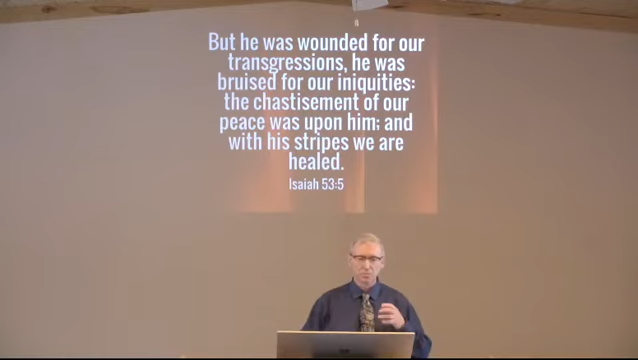 But he was wounded for our
transgressions, he was
bruised for our iniquities:
the chastisement of our
peace was upon him; and
with his stripes we are
healed.
Isaiah 53:5